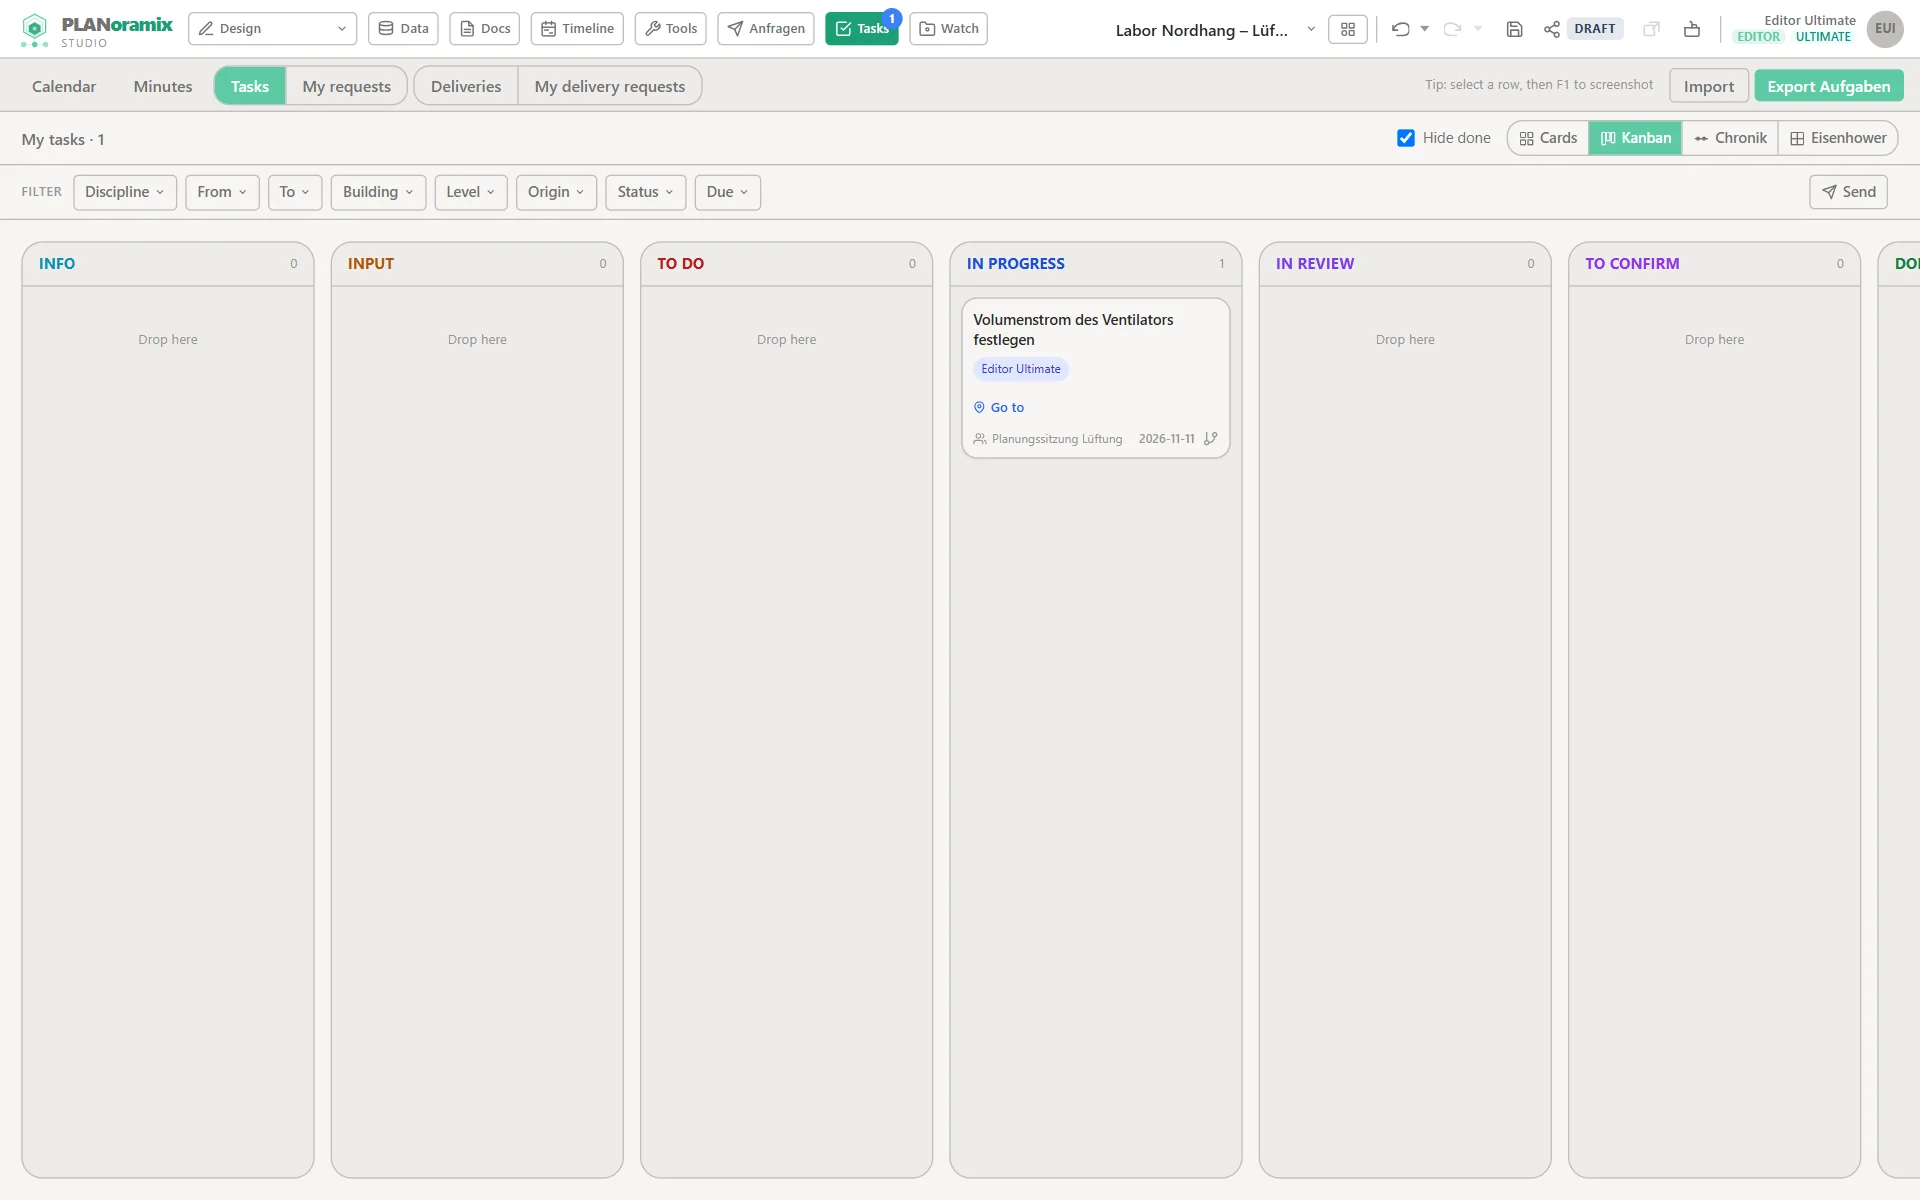 PLANoramix
STUDIO
Design
Data
Docs
Timeline
Tools
Anfragen
Tasks
1
Watch
Labor Nordhang – Lüf...
DRAFT
Editor Ultimate
EDITOR
ULTIMATE
EUI
Calendar
Minutes
Tasks
My requests
Deliveries
My delivery requests
Tip: select a row, then F1 to screenshot
Import
Export Aufgaben
My tasks · 1
Hide done
Cards
Kanban
Chronik
Eisenhower
FILTER
Discipline
From
To
Building
Level
Origin
Status
Due
Send
INFO
0
INPUT
0
TO DO
0
IN PROGRESS
1
IN REVIEW
0
TO CONFIRM
0
Drop here
Drop here
Drop here
Volumenstrom des Ventilators
festlegen
Editor Ultimate
Go to
Planungssitzung Lüftung
2026-11-11
Drop here
Drop here